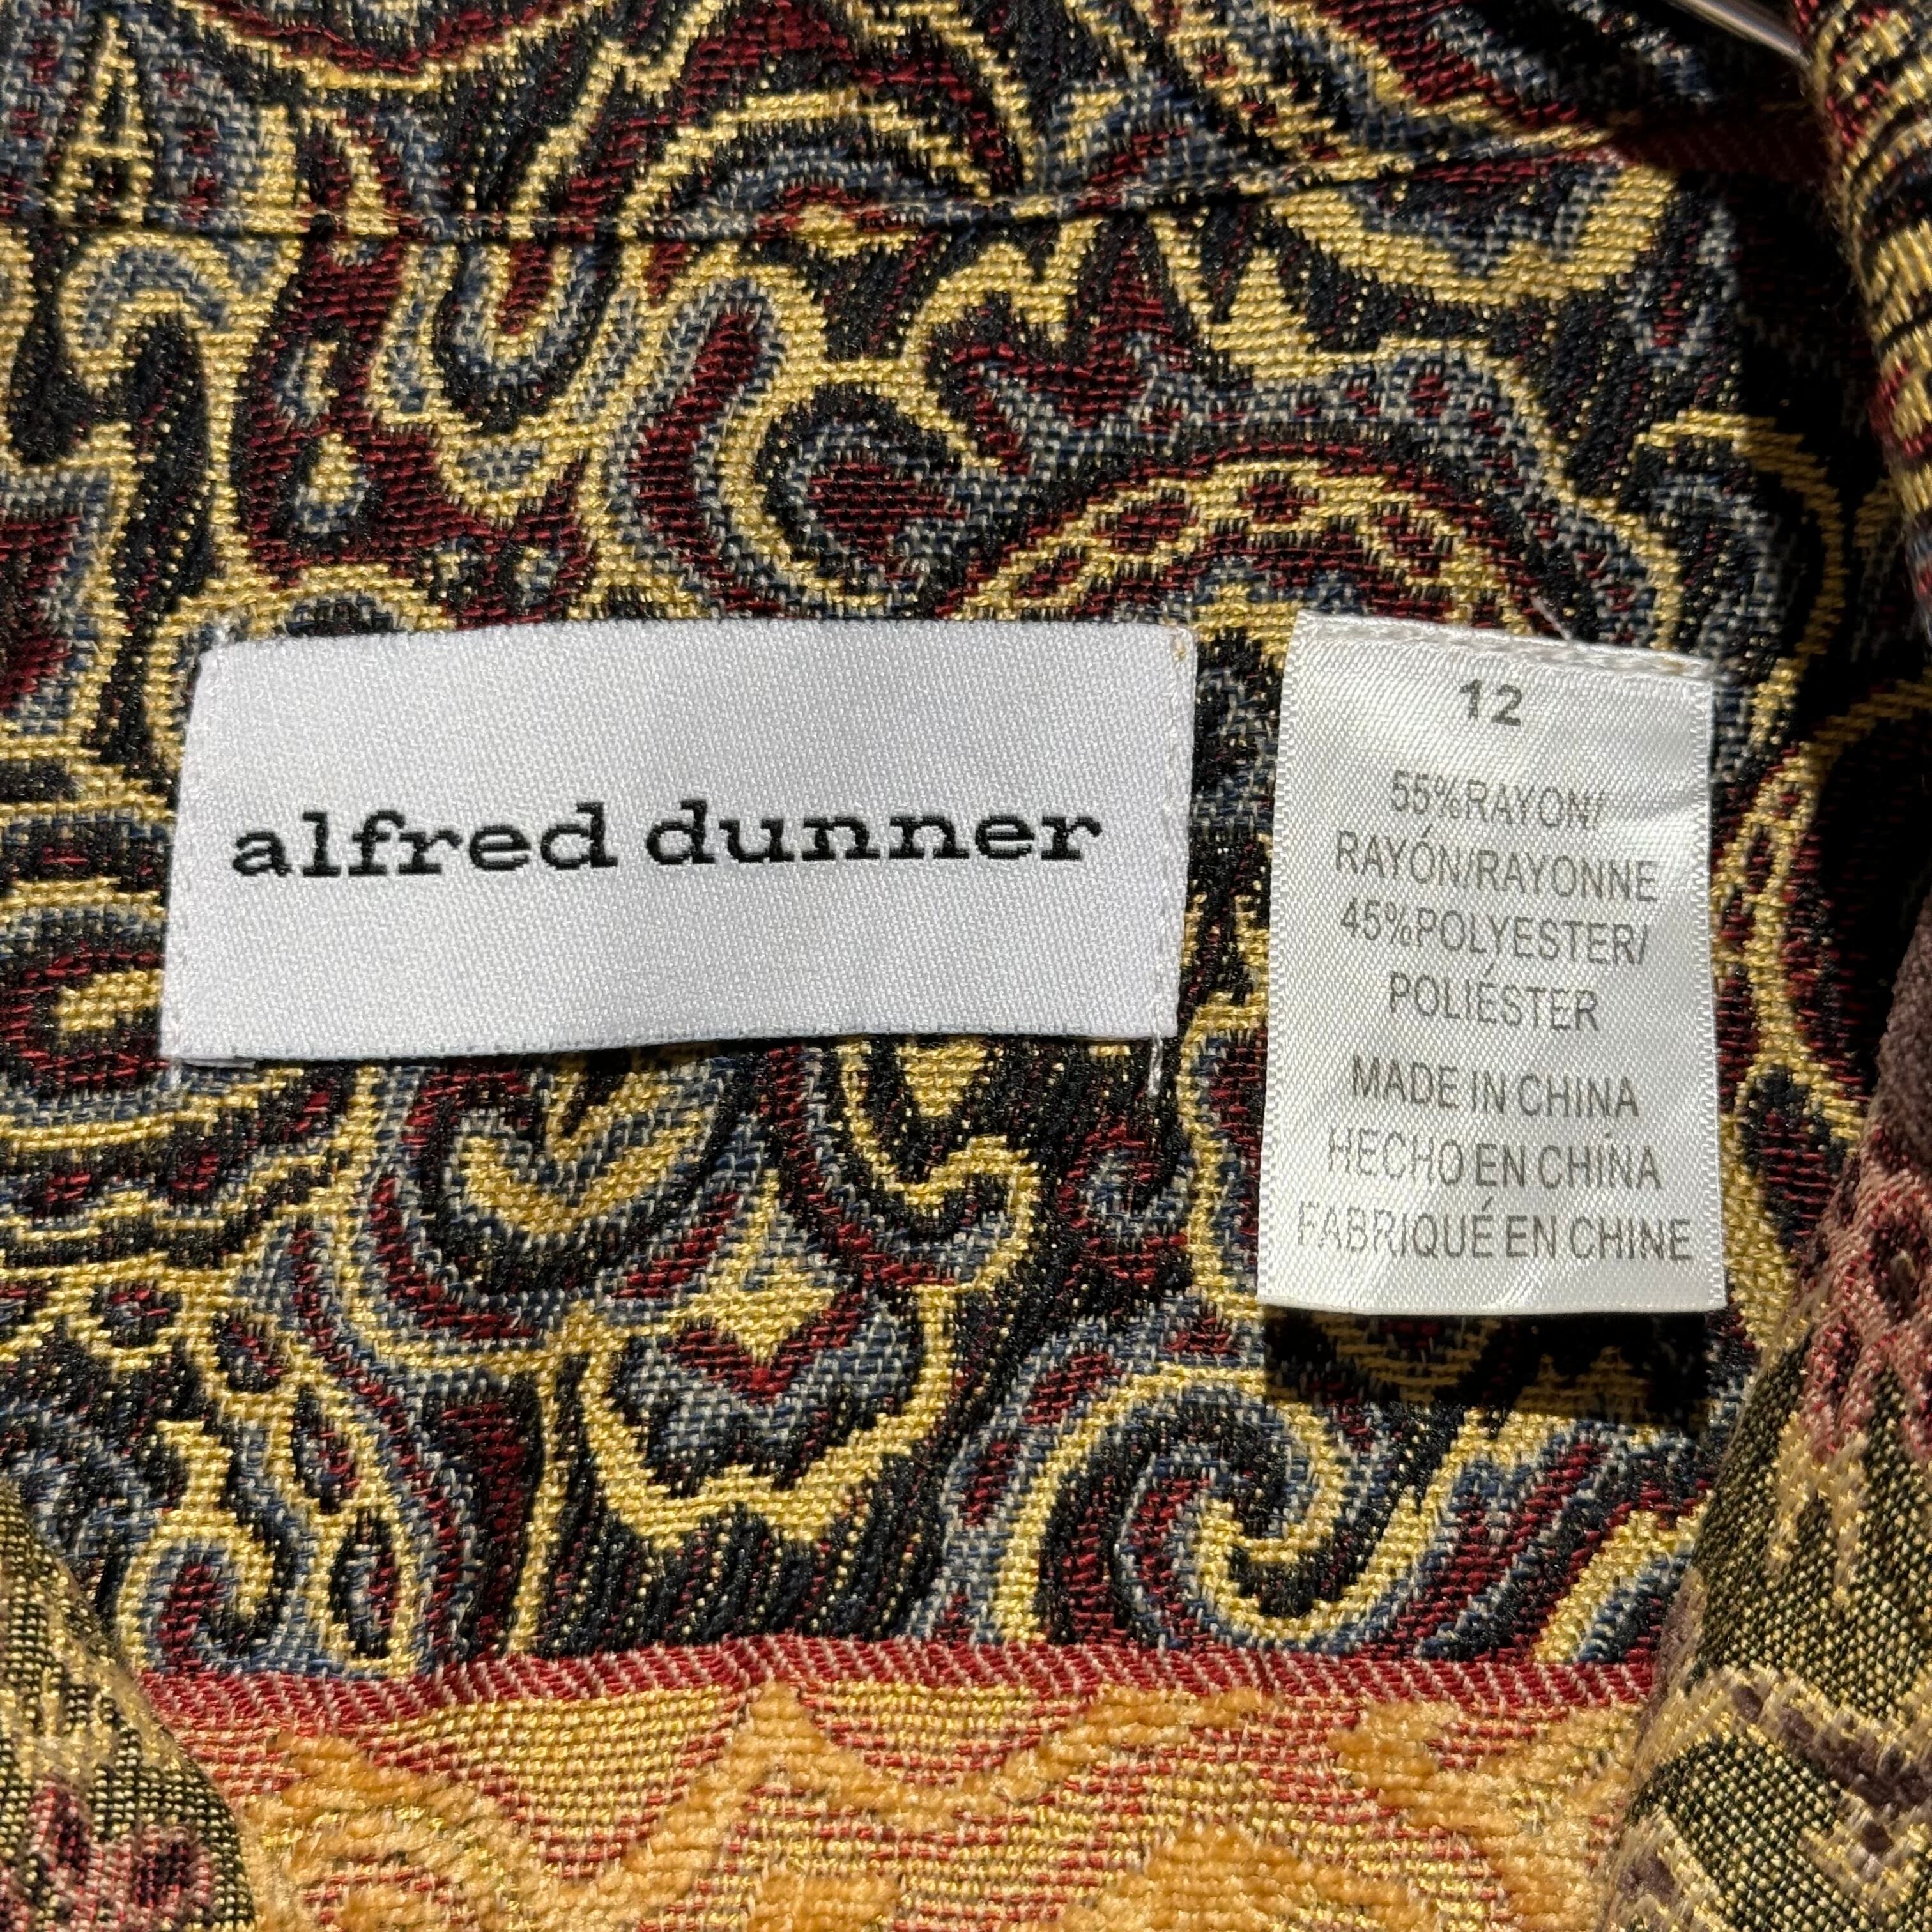 alfred dunner
12
55%RAYON/
RAYÓN/RAYONNE
45%POLYESTER/
POLIÉSTER
MADE IN CHINA
HECHO EN CHINA
FABRIQUÉ EN CHINE